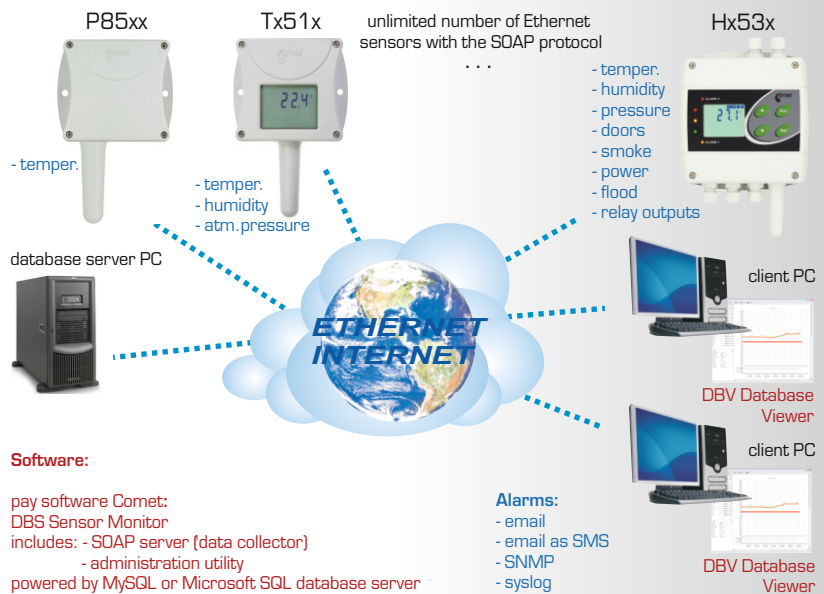 P85xx
Tx51x
unlimited number of Ethernet
sensors with the SOAP protocol
. . .
Hx53x
- temper.
- temper.
- humidity
- atm.pressure
- temper.
- humidity
- pressure
- doors
- smoke
- power
- flood
- relay outputs
22.4
27.1
database server PC
ETHERNET
INTERNET
client PC
DBV Database
Viewer
client PC
DBV Database
Viewer
Software:
pay software Comet:
DBS Sensor Monitor
includes: - SOAP server (data collector)
- administration utility
powered by MySQL or Microsoft SQL database server
Alarms:
- email
- email as SMS
- SNMP
- syslog